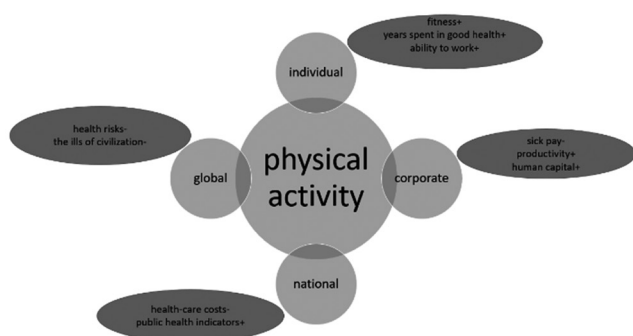 fitness+
years spent in good health+
ability to work+
individual
health risks-
the ills of civilization-
global
physical
activity
corporate
sick pay-
productivity+
human capital+
national
health-care costs-
public health indicators+